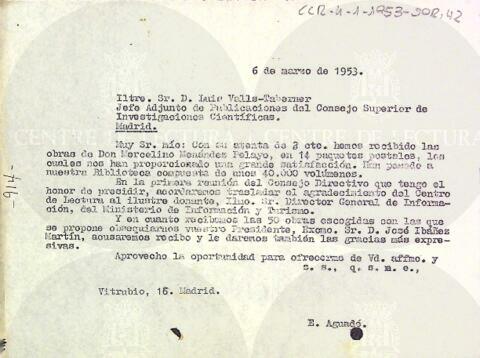 CCR-4-1-1953-COR,42
6 de marzo de 1953.
Iltre. Sr. D. Luis Valls-Taberner
Jefe Adjunto de Publicaciones del Consejo Superior de
Investigaciones Científicas.
Madrid.
Muy Sr. mío: Con su atenta de 2 cte. hemos recibido las
obras de Don Marcelino Menéndez Pelayo, en 14 paquetes postales, los
cuales nos han proporcionado una grande satisfacción. Han pasado a
nuestra Biblioteca compuesta de unos 40.000 volúmenes.
En la primera reunión del Consejo Directivo que tengo el
honor de presidir, acordaremos trasladar el agradecimiento del Centro
de Lectura al ilustre donante, Ilmo. Sr. Director General de Informa-
ción, del Ministerio de Información y Turismo.
Y en cuanto recibamos las 50 obras escogidas con las que
se propone obsequiarnos vuestro Presidente, Excmo. Sr. D. José Ibáñez
Martín, acusaremos recibo y le daremos también las gracias más expre-
sivas.
Aprovecho la oportunidad para ofrecerme de Vd. affmo. y
s. s., q. s. m. e.,
Vitrubio, 16. Madrid.
E. Aguadé.
CENTRE DE LECTURA